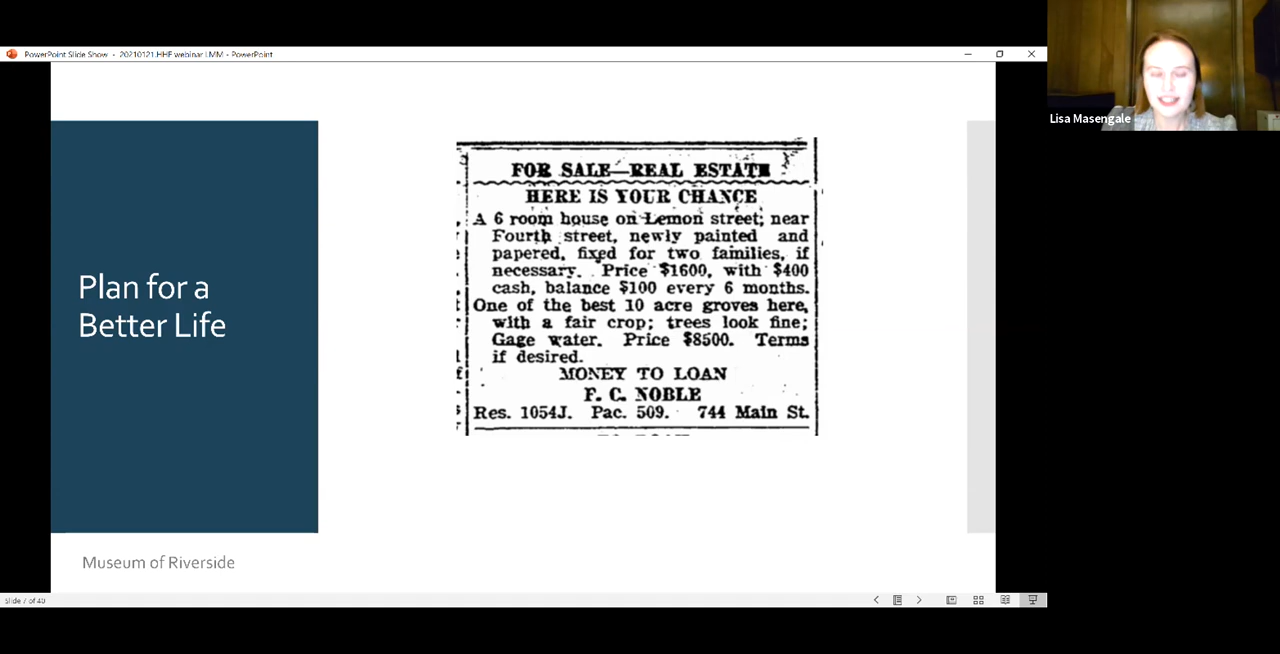 PowerPoint Slide Show - 20210121.HHF webinar LMM - PowerPoint
Lisa Masengale
Plan for a
Better Life
FOR SALE—REAL ESTATE
HERE IS YOUR CHANCE
A 6 room house on Lemon street; near
Fourth street, newly painted and
papered, fixed for two families, if
necessary. Price $1600, with $400
cash, balance $100 every 6 months.
One of the best 10 acre groves here,
with a fair crop; trees look fine;
Gage water. Price $8500. Terms
if desired.
MONEY TO LOAN
F. C. NOBLE
Res. 1054J. Pac. 509. 744 Main St.
Museum of Riverside
Slide 7 of 40